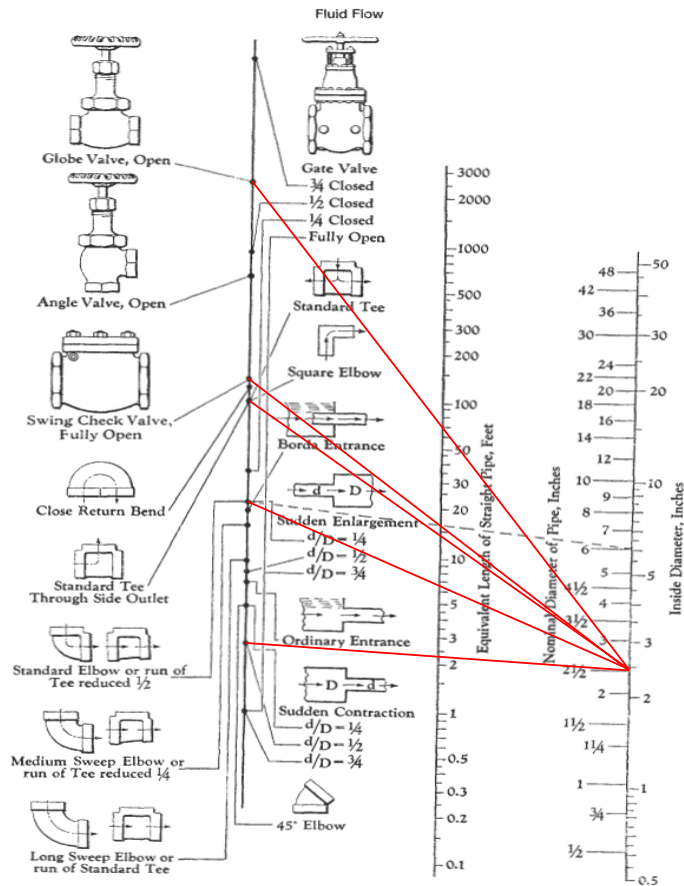 Fluid Flow
Globe Valve, Open
Angle Valve, Open
Swing Check Valve,
Fully Open
Close Return Bend
Standard Tee
Through Side Outlet
Standard Elbow or run of
Tee reduced ½
Medium Sweep Elbow or
run of Tee reduced ¼
Long Sweep Elbow or
run of Standard Tee
Gate Valve
¾ Closed
½ Closed
¼ Closed
Fully Open
Standard Tee
Square Elbow
Borda Entrance
d D
Sudden Enlargement
d/D = ¼
d/D = ½
d/D = ¾
Ordinary Entrance
D d
Sudden Contraction
d/D = ¼
d/D = ½
d/D = ¾
45° Elbow
3000
2000
1000
500
300
200
100
50
30
20
10
5
3
2
1
0.5
0.3
0.2
0.1
Equivalent Length of Straight Pipe, Feet
48
42
36
30
24
22
20
18
16
14
12
10
9
8
7
6
4½
4
3½
3
2½
2
1½
1¼
1
¾
½
Nominal Diameter of Pipe, Inches
50
30
20
10
5
3
2
1
0.5
Inside Diameter, Inches